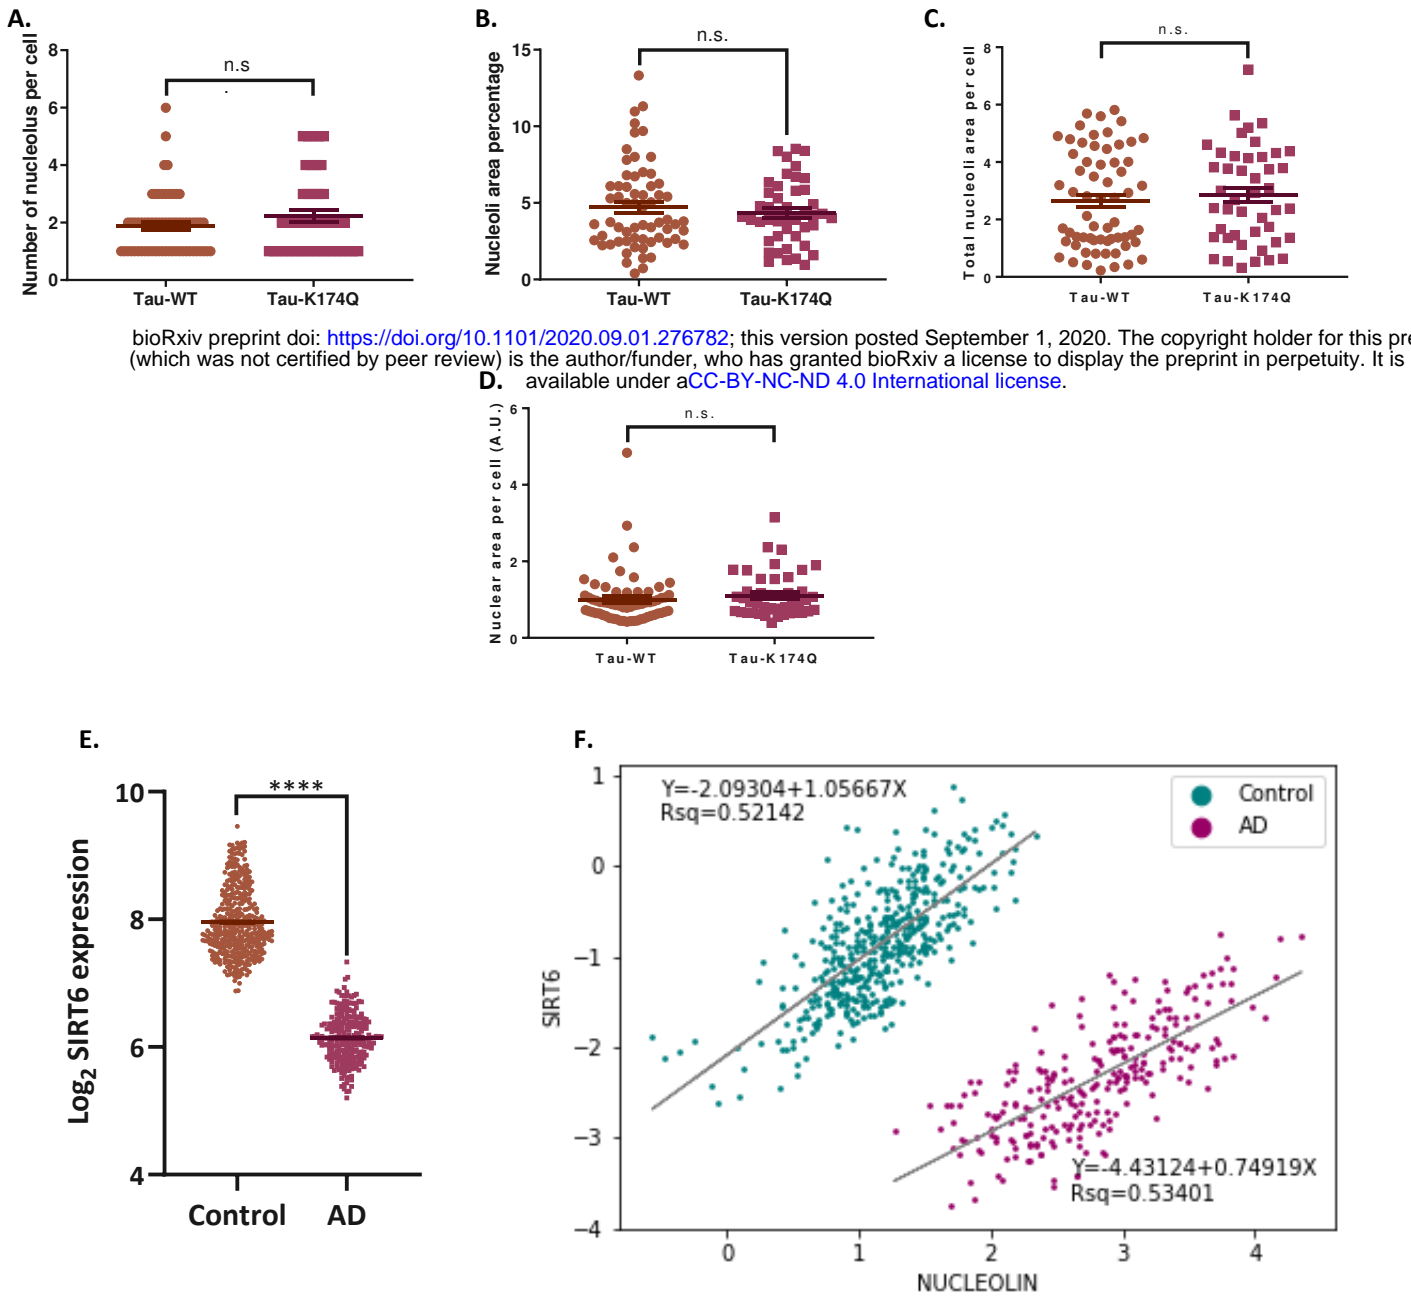 A.
Number of nucleolus per cell
8
6
4
2
0
n.s
.
Tau-WT
Tau-K174Q
B.
Nucleoli area percentage
15
10
5
0
n.s.
Tau-WT
Tau-K174Q
C.
Total nucleoli area per cell
8
6
4
2
0
n.s.
Tau-WT
Tau-K174Q
bioRxiv preprint doi: https://doi.org/10.1101/2020.09.01.276782; this version posted September 1, 2020. The copyright holder for this pre
(which was not certified by peer review) is the author/funder, who has granted bioRxiv a license to display the preprint in perpetuity. It is
available under aCC-BY-NC-ND 4.0 International license.
D.
Nuclear area per cell (A.U.)
6
4
2
0
n.s.
Tau-WT
Tau-K174Q
E.
Log2 SIRT6 expression
10
8
6
4
****
Control
AD
F.
SIRT6
1
0
−1
−2
−3
−4
Y=-2.09304+1.05667X
Rsq=0.52142
Control
AD
Y=-4.43124+0.74919X
Rsq=0.53401
0
1
2
3
4
NUCLEOLIN